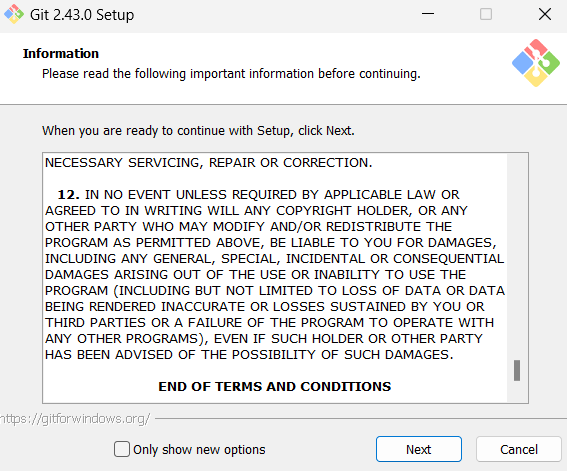 Git 2.43.0 Setup
Information
Please read the following important information before continuing.
When you are ready to continue with Setup, click Next.
NECESSARY SERVICING, REPAIR OR CORRECTION.
12. IN NO EVENT UNLESS REQUIRED BY APPLICABLE LAW OR
AGREED TO IN WRITING WILL ANY COPYRIGHT HOLDER, OR ANY
OTHER PARTY WHO MAY MODIFY AND/OR REDISTRIBUTE THE
PROGRAM AS PERMITTED ABOVE, BE LIABLE TO YOU FOR DAMAGES,
INCLUDING ANY GENERAL, SPECIAL, INCIDENTAL OR CONSEQUENTIAL
DAMAGES ARISING OUT OF THE USE OR INABILITY TO USE THE
PROGRAM (INCLUDING BUT NOT LIMITED TO LOSS OF DATA OR DATA
BEING RENDERED INACCURATE OR LOSSES SUSTAINED BY YOU OR
THIRD PARTIES OR A FAILURE OF THE PROGRAM TO OPERATE WITH
ANY OTHER PROGRAMS), EVEN IF SUCH HOLDER OR OTHER PARTY
HAS BEEN ADVISED OF THE POSSIBILITY OF SUCH DAMAGES.
END OF TERMS AND CONDITIONS
https://gitforwindows.org/
Only show new options
Next
Cancel